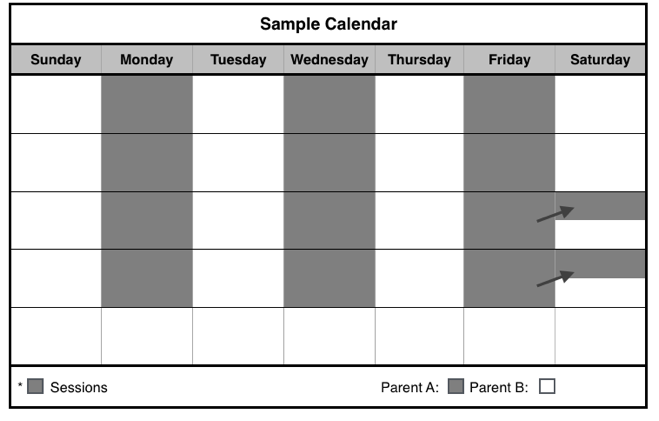 Sample Calendar
Sunday Monday Tuesday Wednesday Thursday Friday Saturday
* Sessions Parent A: Parent B: